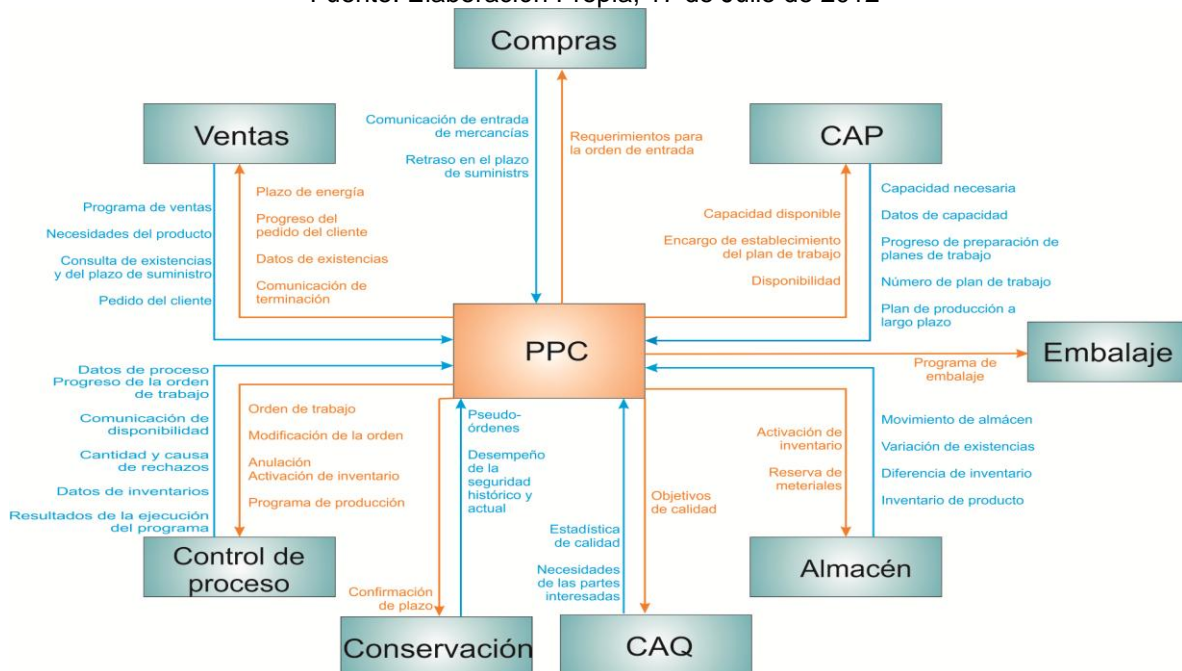 Fuente: Elaboración Propia, 17 de Julio de 2012
Compras
Ventas
CAP
Comunicación de entrada
de mercancías
Retraso en el plazo
de suministrs
Requerimientos para
la orden de entrada
Programa de ventas
Necesidades del producto
Consulta de existencias
y del plazo de suministro
Pedido del cliente
Plazo de energía
Progreso del
pedido del cliente
Datos de existencias
Comunicación de
terminación
Capacidad disponible
Encargo de establecimiento
del plan de trabajo
Disponibilidad
Capacidad necesaria
Datos de capacidad
Progreso de preparación de
planes de trabajo
Número de plan de trabajo
Plan de producción a
largo plazo
PPC
Embalaje
Programa de
embalaje
Datos de proceso
Progreso de la orden
de trabajo
Comunicación de
disponibilidad
Cantidad y causa
de rechazos
Datos de inventarios
Resultados de la ejecución
del programa
Orden de trabajo
Modificación de la orden
Anulación
Activación de inventario
Programa de producción
Pseudo-
órdenes
Desempeño
de la
seguridad
histórico y
actual
Confirmación
de plazo
Estadística
de calidad
Necesidades
de las partes
interesadas
Objetivos
de calidad
Activación de
inventario
Reserva de
meteriales
Movimiento de almácen
Variación de existencias
Diferencia de inventario
Inventario de producto
Control de
proceso
Conservación
CAQ
Almacén